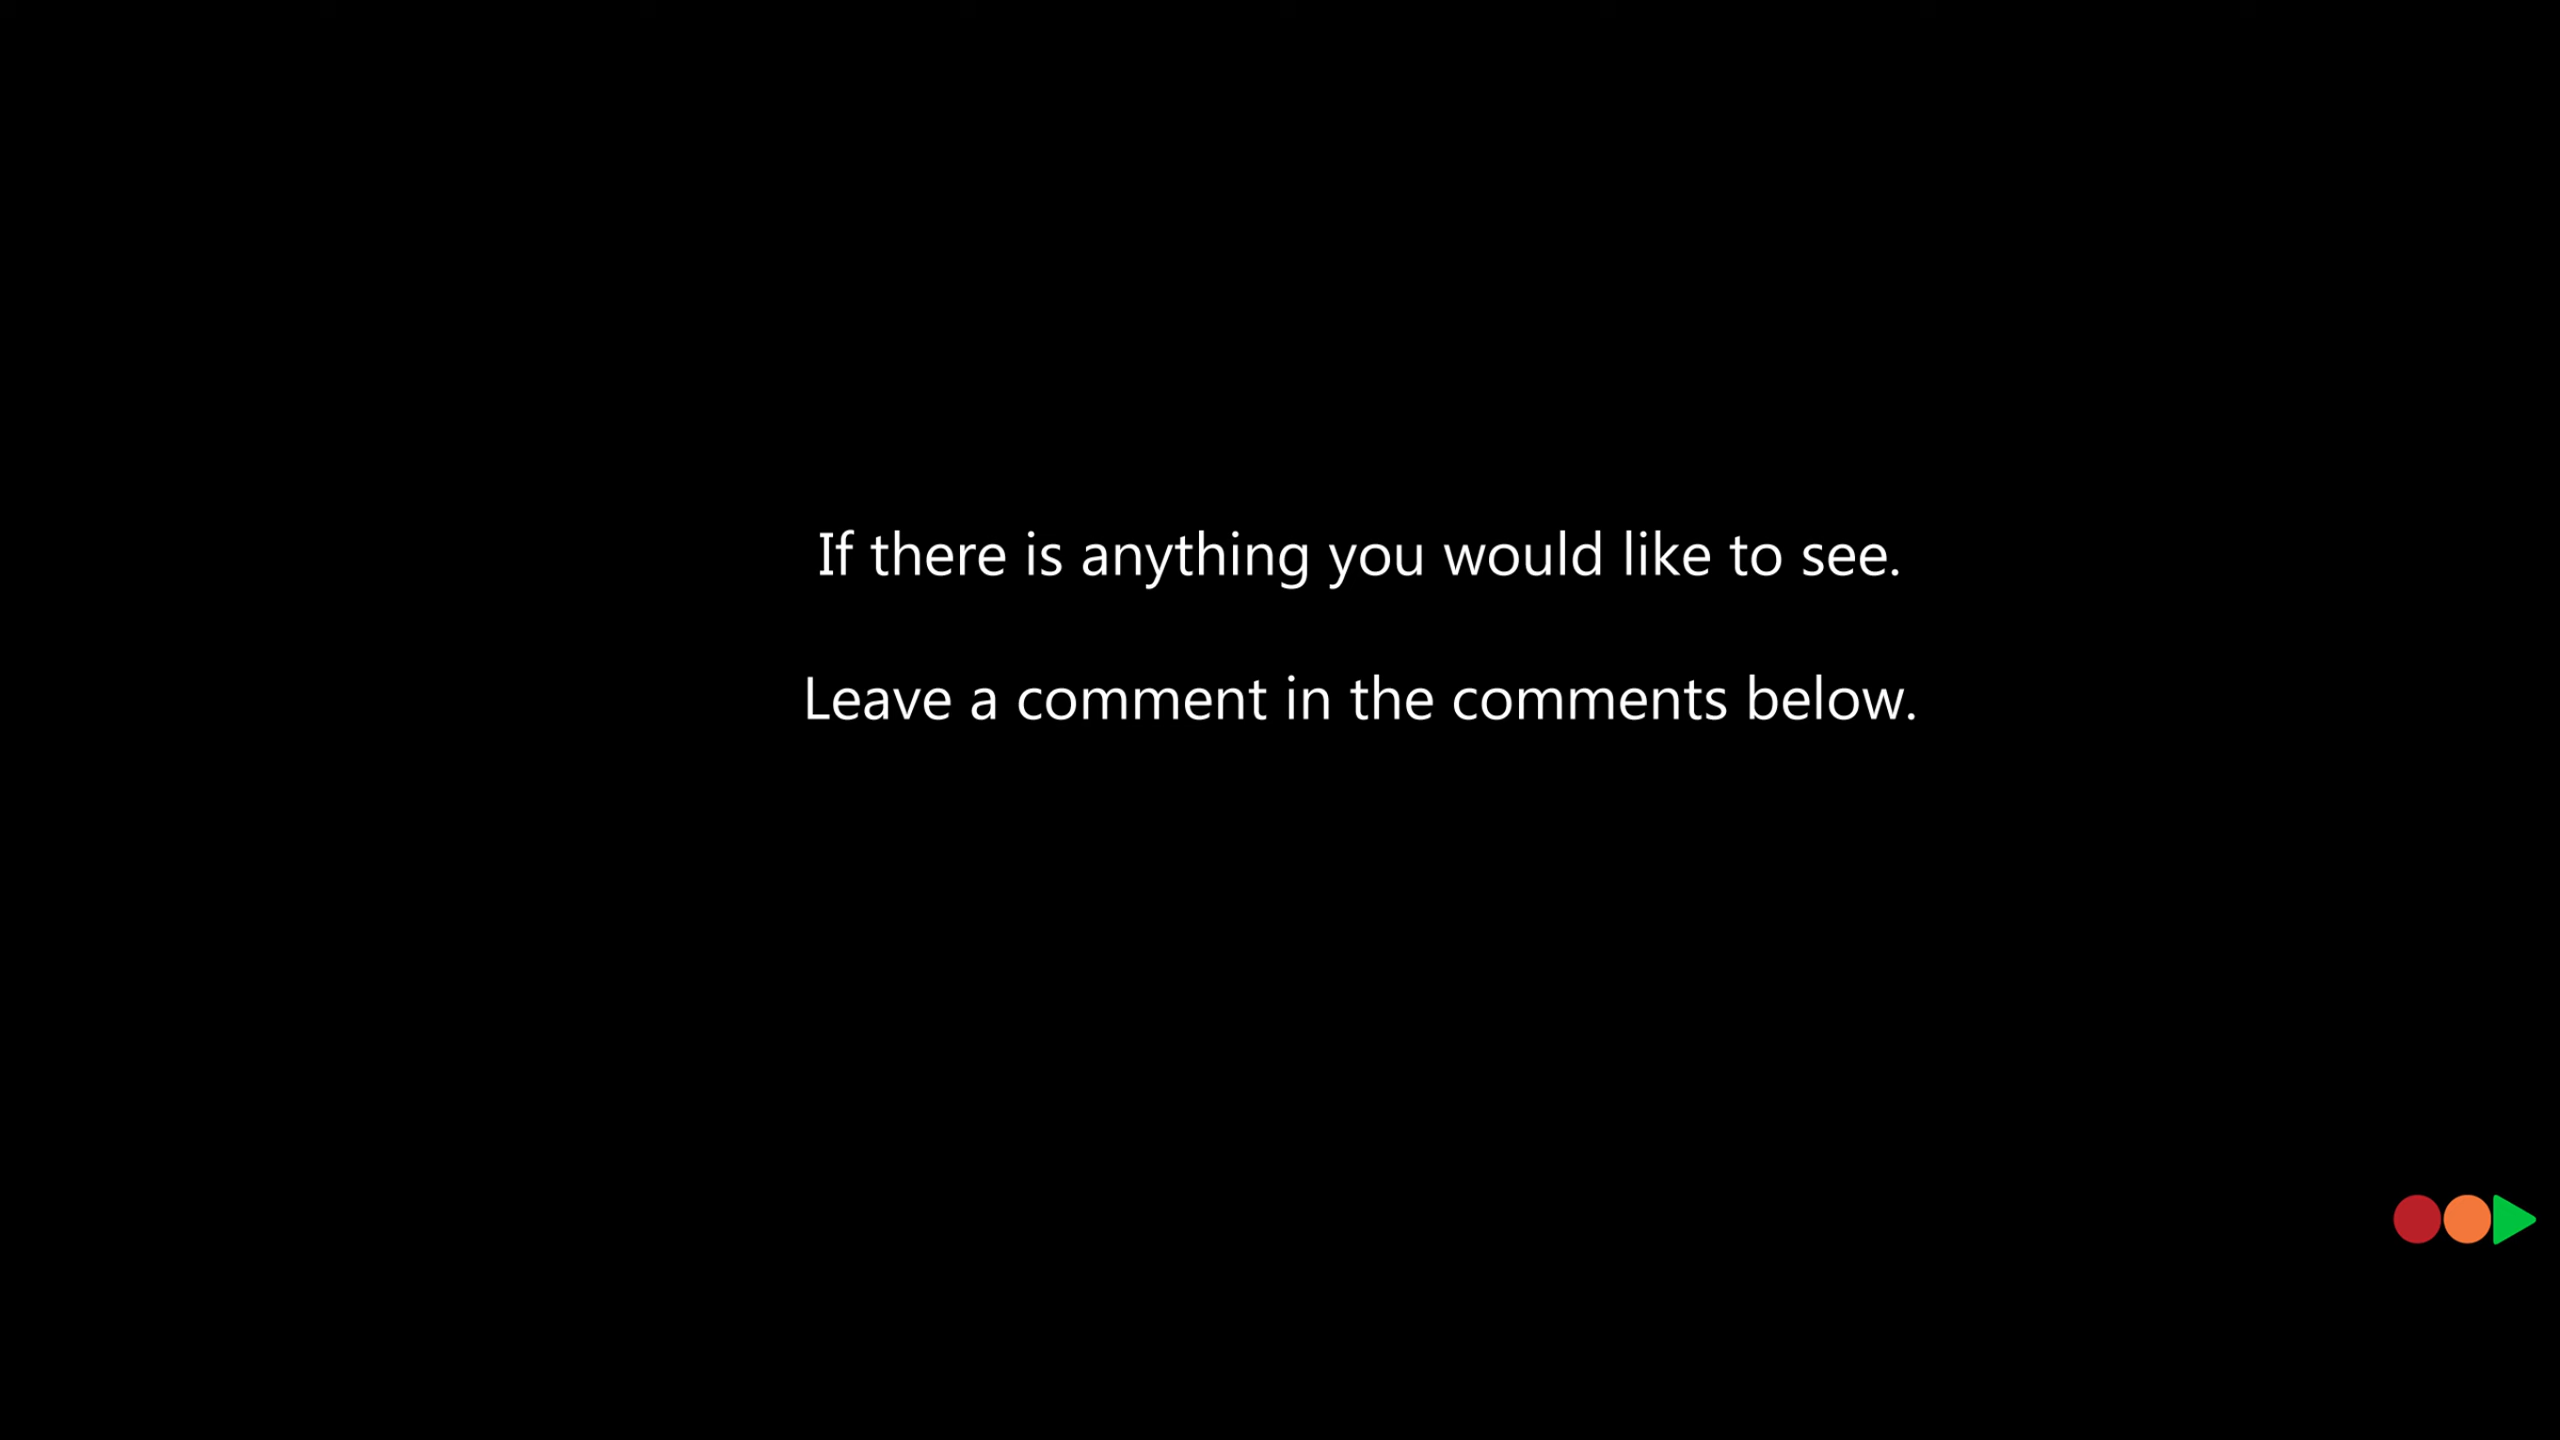 If there is anything you would like to see.
Leave a comment in the comments below.